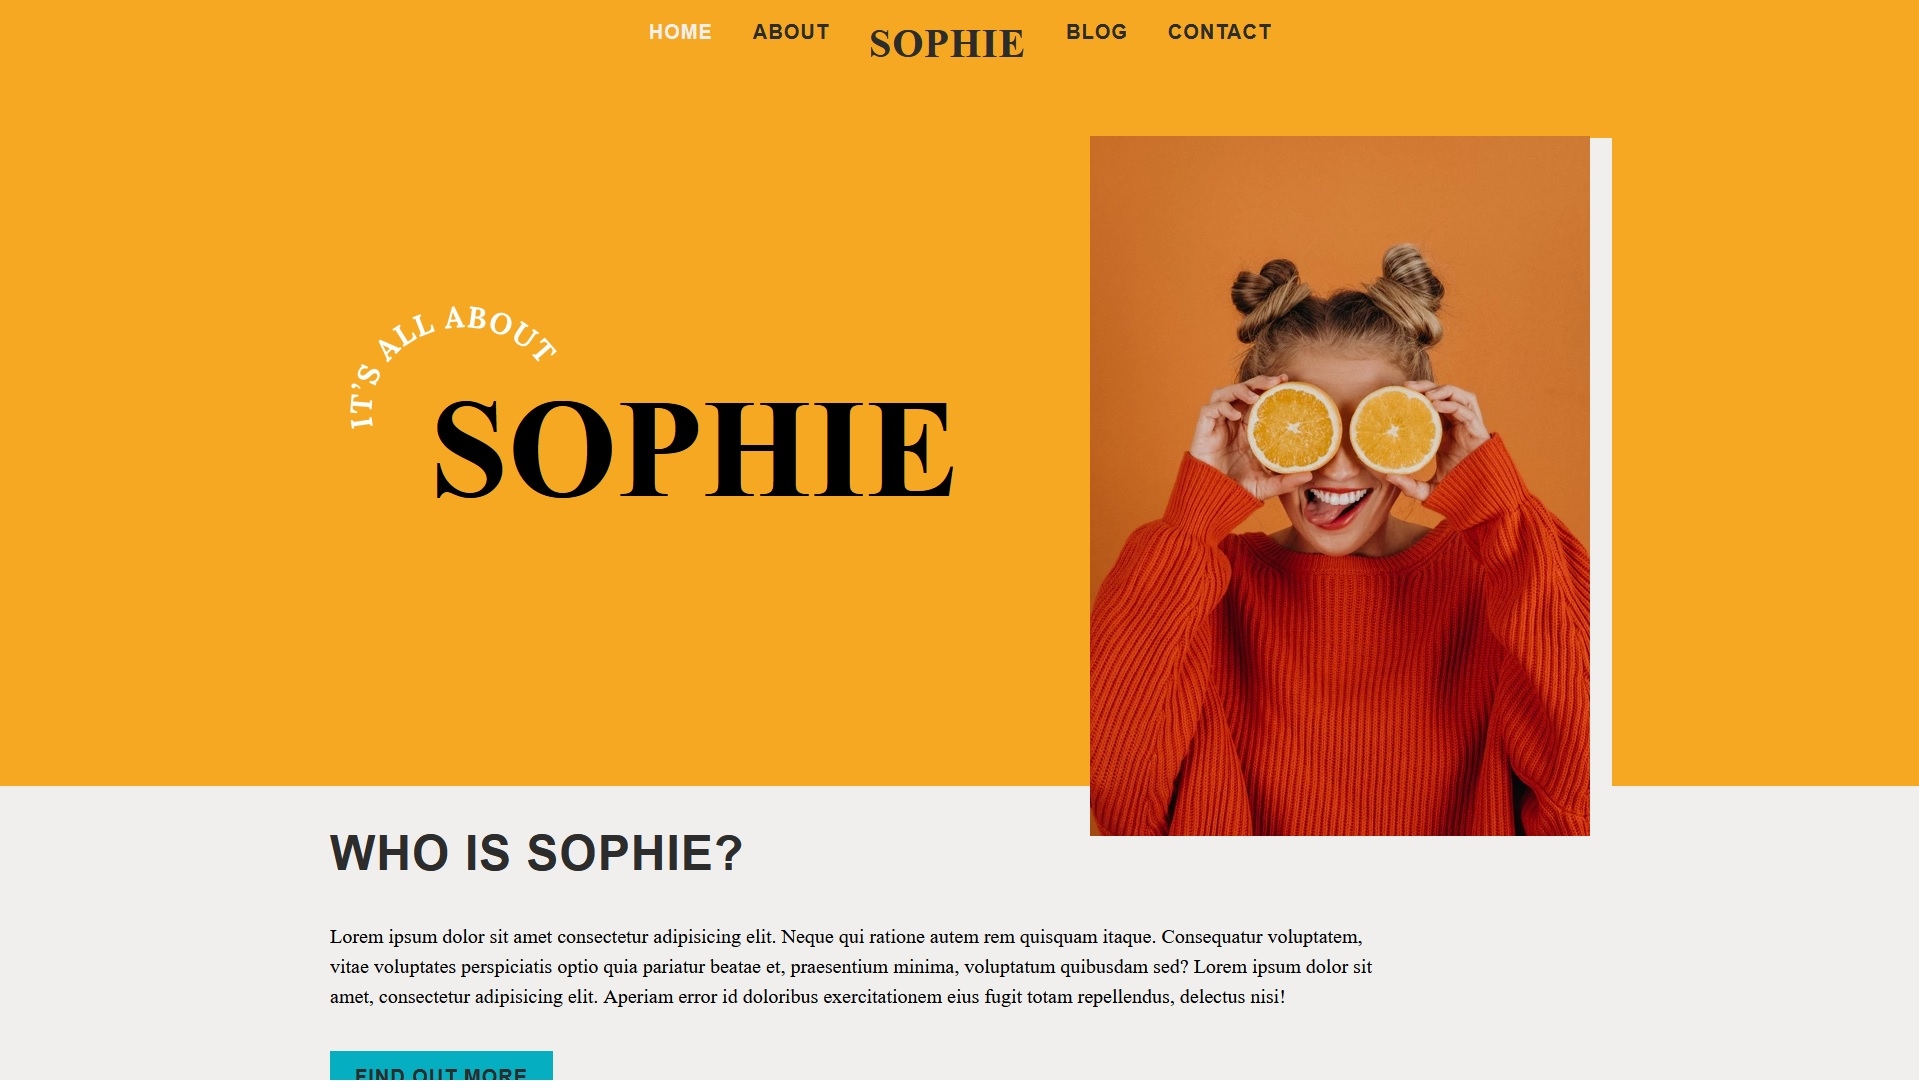 HOME ABOUT SOPHIE BLOG CONTACT
IT'S ALL ABOUT
SOPHIE
WHO IS SOPHIE?
Lorem ipsum dolor sit amet consectetur adipisicing elit. Neque qui ratione autem rem quisquam itaque. Consequatur voluptatem,
vitae voluptates perspiciatis optio quia pariatur beatae et, praesentium minima, voluptatum quibusdam sed? Lorem ipsum dolor sit
amet, consectetur adipisicing elit. Aperiam error id doloribus exercitationem eius fugit totam repellendus, delectus nisi!
FIND OUT MORE